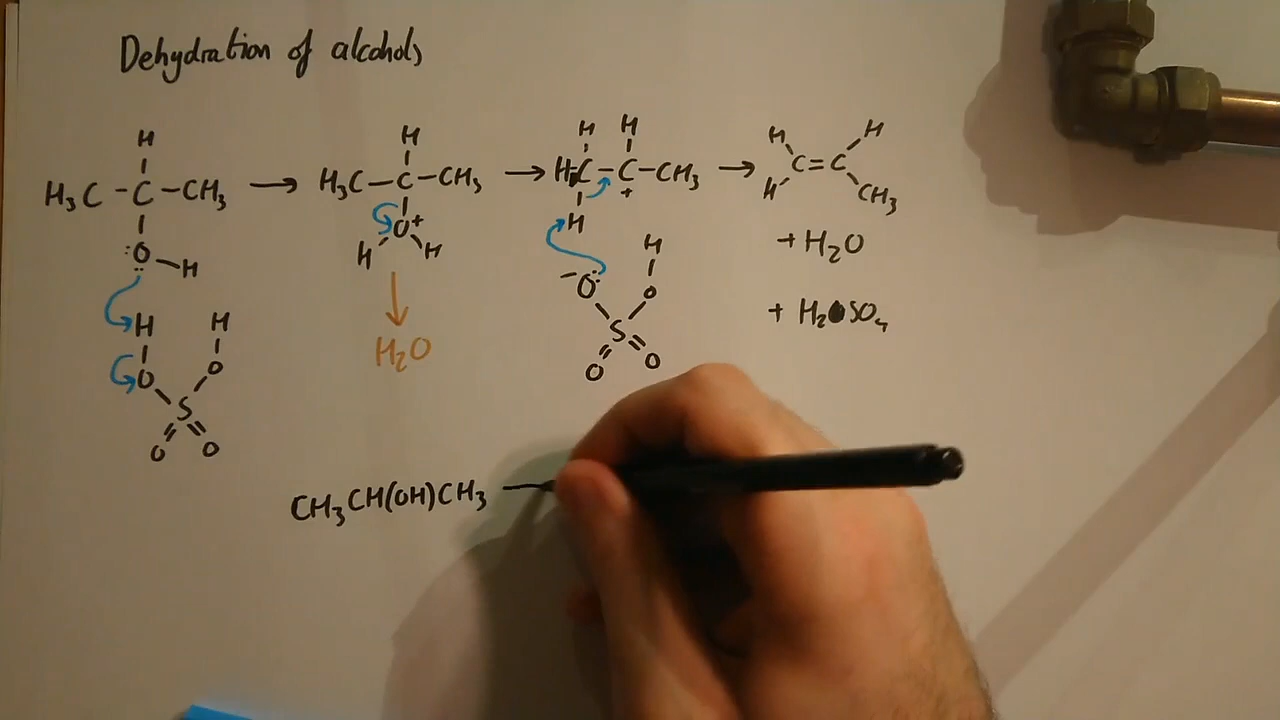 Dehydration of alcohols
H H H H H H
H₃C – C – CH₃ → H₃C – C – CH₃ → H C – C – CH₃ → C = C
+ H CH₃
:O – H O⁺ H
H H + H₂O
H H ⁻O: H O
H₂O + H₂SO₄
O O S
S O O
O O
CH₃CH(OH)CH₃ —